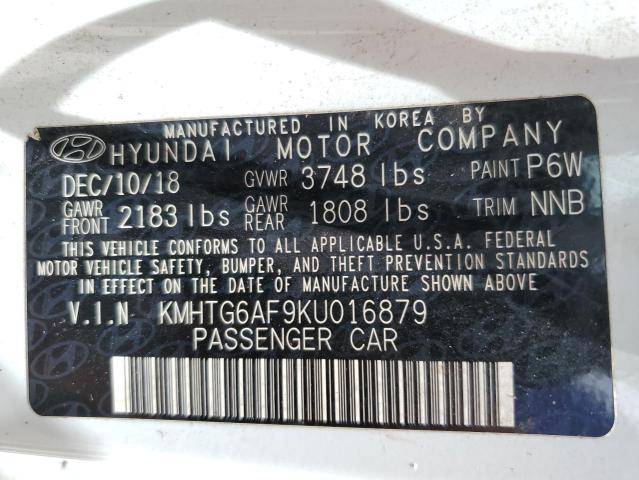 MANUFACTURED IN KOREA BY
HYUNDAI MOTOR COMPANY
DEC/10/18 GVWR 3748 lbs PAINT P6W
GAWR FRONT 2183 lbs GAWR REAR 1808 lbs TRIM NNB
THIS VEHICLE CONFORMS TO ALL APPLICABLE U.S.A. FEDERAL
MOTOR VEHICLE SAFETY, BUMPER, AND THEFT PREVENTION STANDARDS
IN EFFECT ON THE DATE OF MANUFACTURE SHOWN ABOVE
V.I.N KMHTG6AF9KU016879
PASSENGER CAR